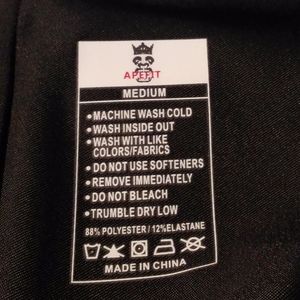 APEFIT
MEDIUM
• MACHINE WASH COLD
• WASH INSIDE OUT
• WASH WITH LIKE
COLORS/FABRICS
• DO NOT USE SOFTENERS
• REMOVE IMMEDIATELY
• DO NOT BLEACH
• TRUMBLE DRY LOW
88% POLYESTER / 12% ELASTANE
MADE IN CHINA